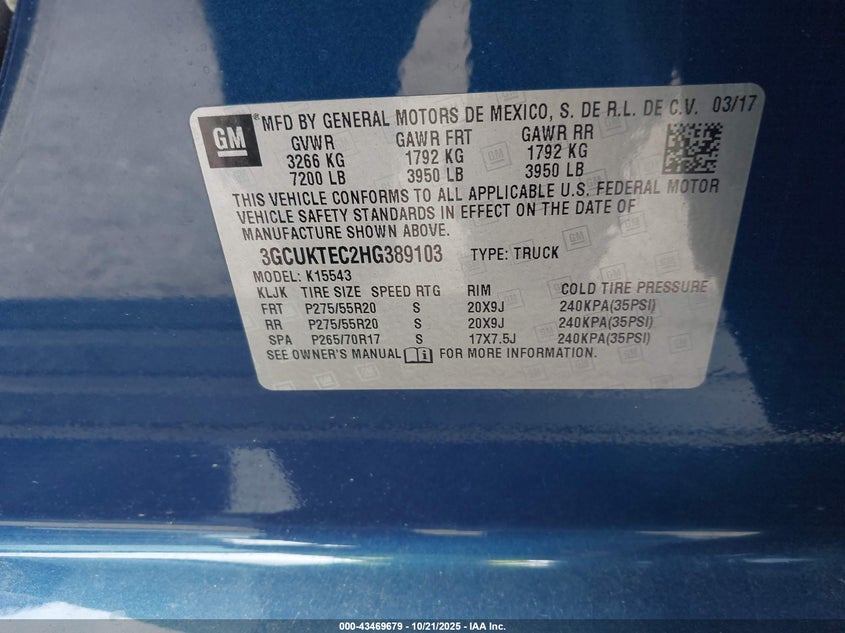 GM ® MFD BY GENERAL MOTORS DE MEXICO, S. DE R.L. DE C.V. 03/17
GVWR GAWR FRT GAWR RR
3266 KG 1792 KG 1792 KG
7200 LB 3950 LB 3950 LB
THIS VEHICLE CONFORMS TO ALL APPLICABLE U.S. FEDERAL MOTOR
VEHICLE SAFETY STANDARDS IN EFFECT ON THE DATE OF
MANUFACTURE SHOWN ABOVE.
3GCUKTEC2HG389103 TYPE: TRUCK
MODEL: K15543
KLJK TIRE SIZE SPEED RTG RIM COLD TIRE PRESSURE
FRT P275/55R20 S 20X9J 240KPA(35PSI)
RR P275/55R20 S 20X9J 240KPA(35PSI)
SPA P265/70R17 S 17X7.5J 240KPA(35PSI)
SEE OWNER'S MANUAL FOR MORE INFORMATION.
000-43469679 - 10/21/2025 - IAA Inc.